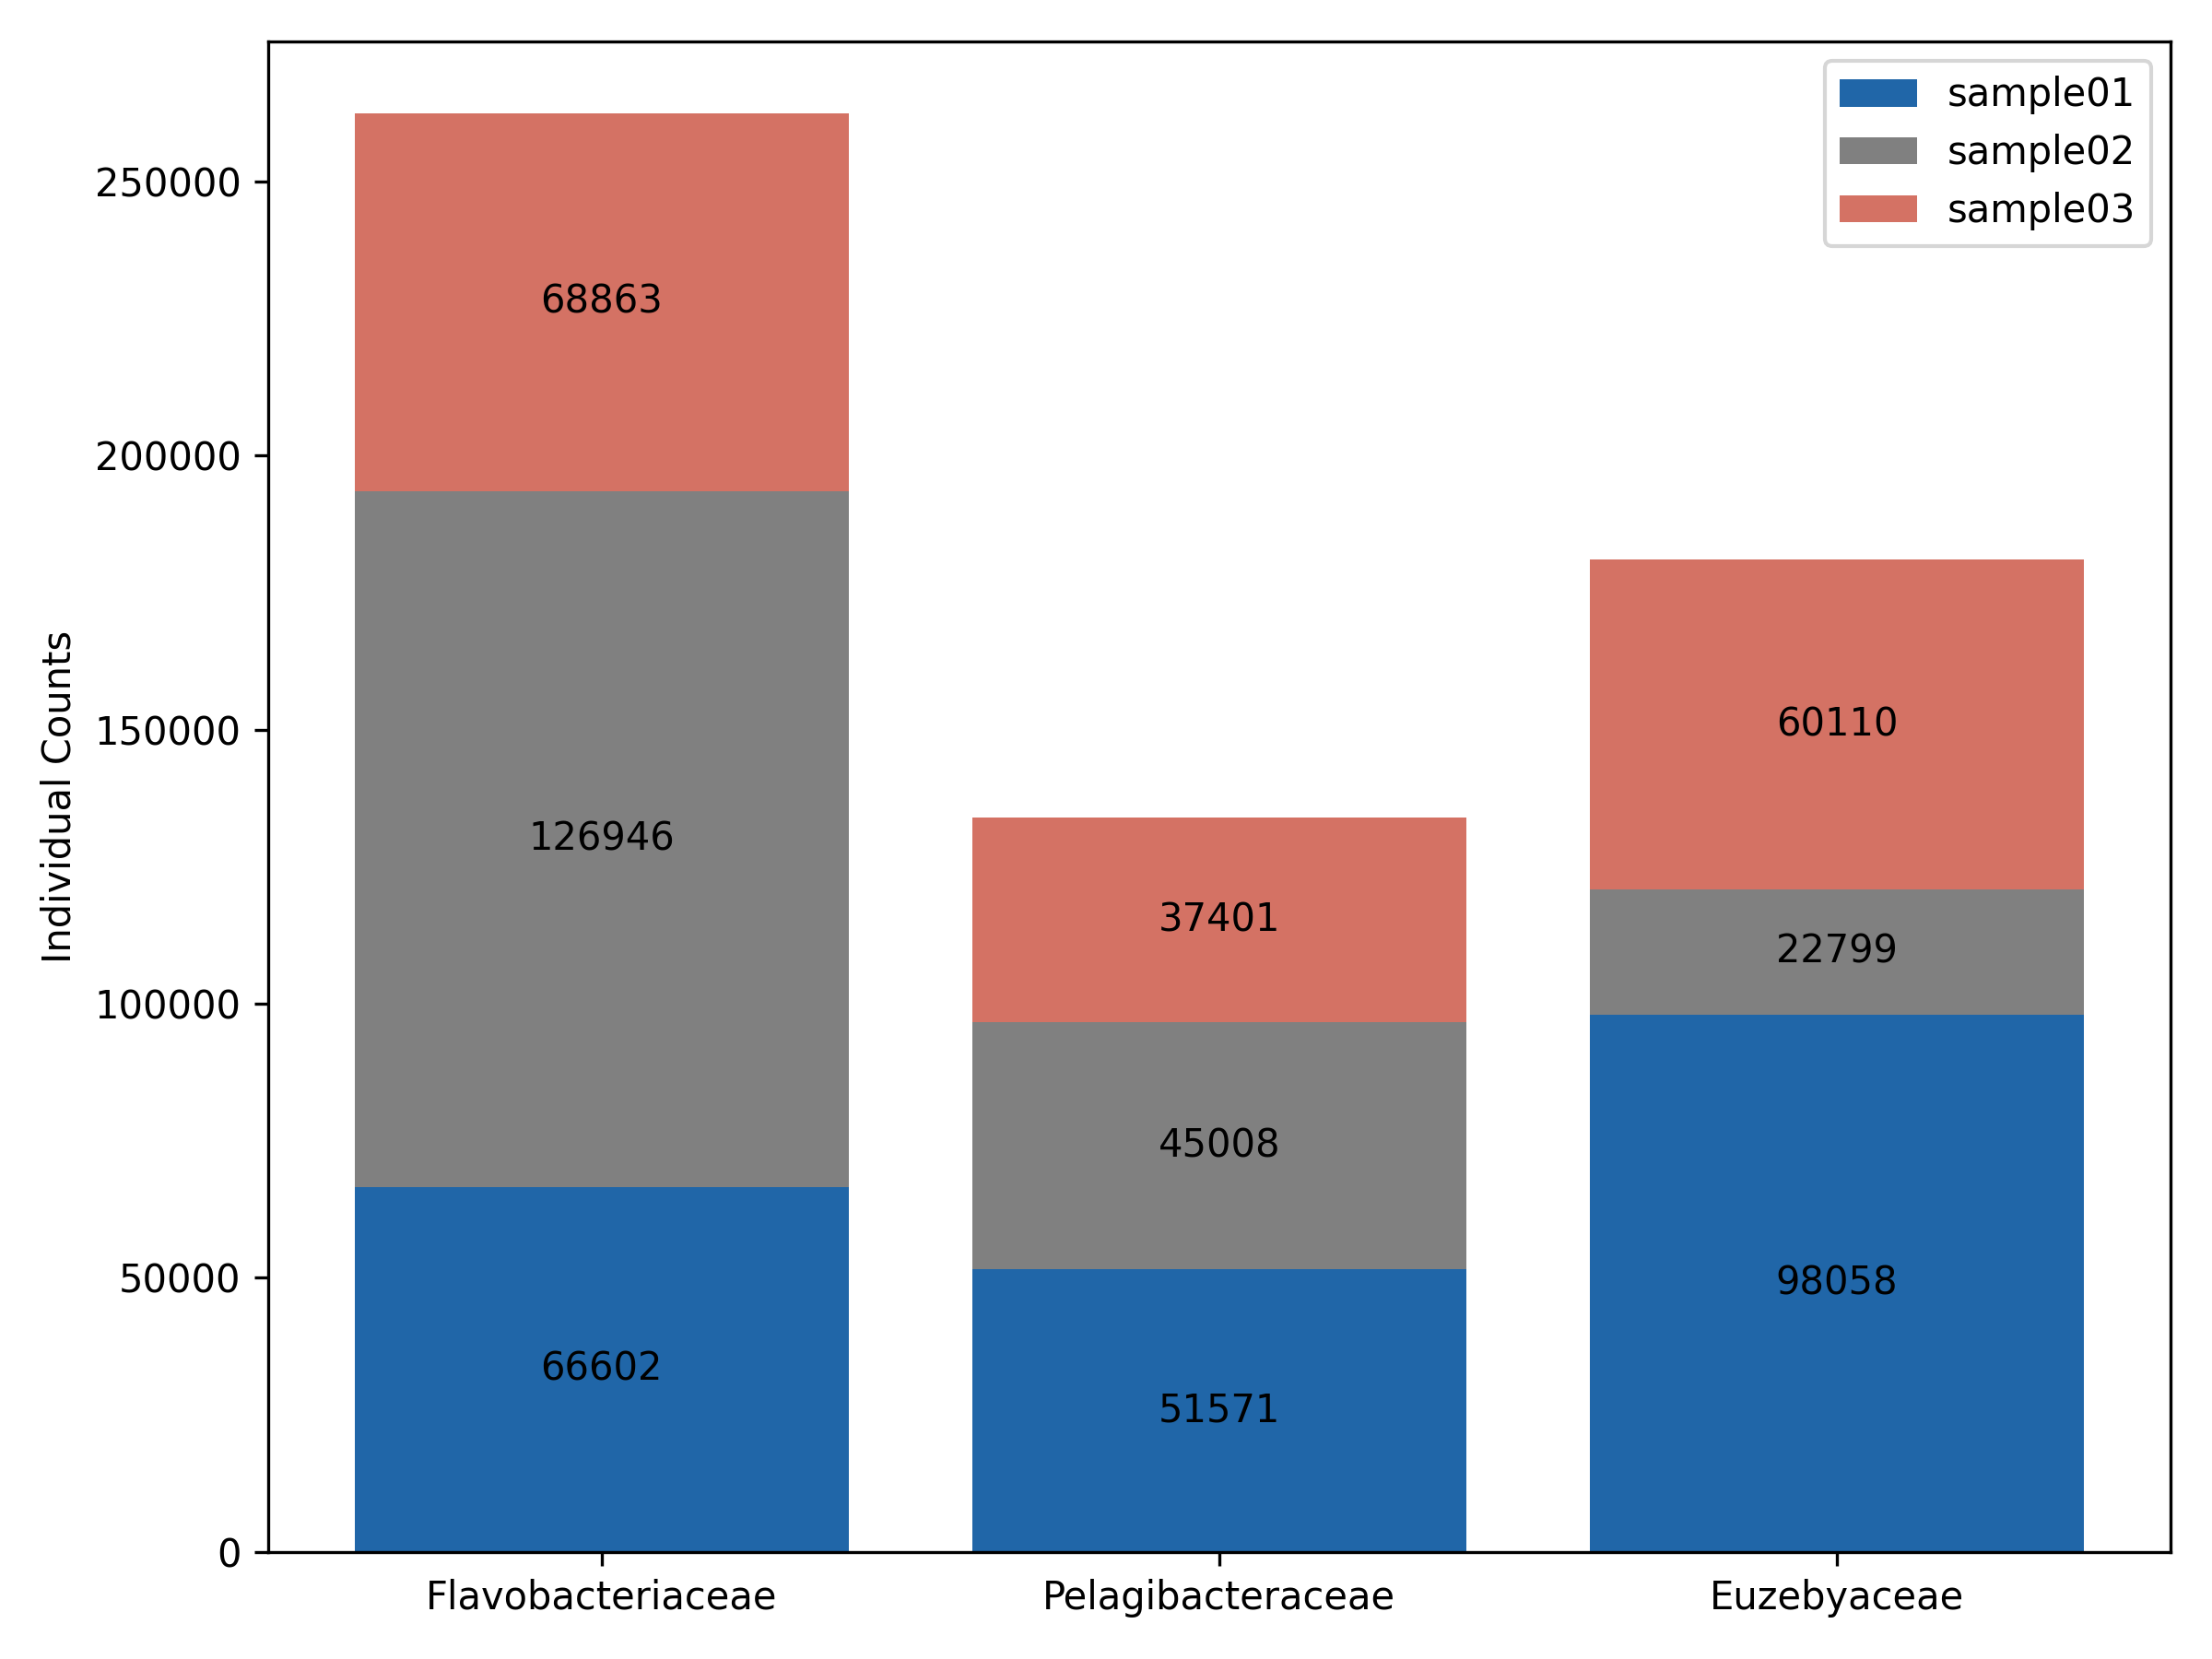 sample01
sample02
sample03
250000
200000
150000
100000
50000
0
Individual Counts
68863
126946
66602
37401
45008
51571
60110
22799
98058
Flavobacteriaceae
Pelagibacteraceae
Euzebyaceae